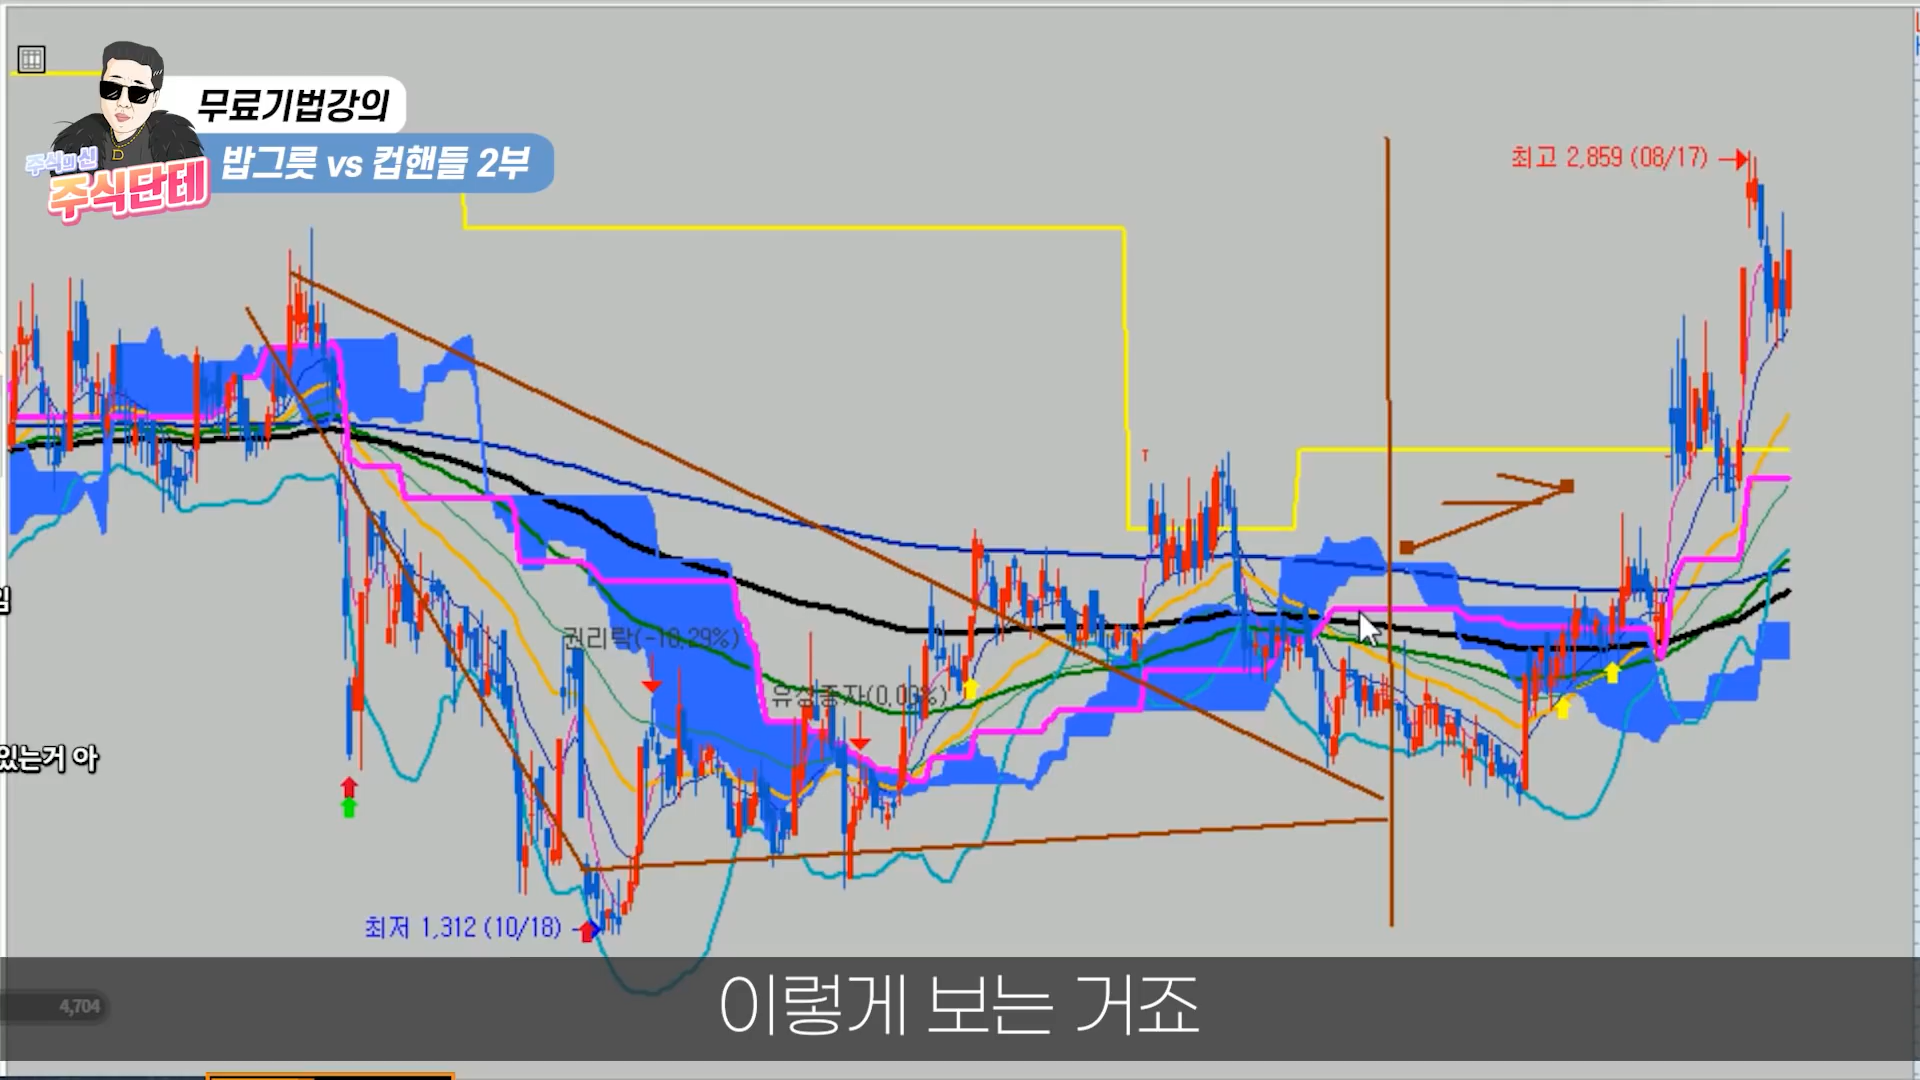 무료기법강의
밥그릇 vs 컵핸들 2부
주식의 신
주식단테
D
최고 2,859 (08/17)
T
권리락(-10.29%)
유상증자(0.03%)
있는거 아
최저 1,312 (10/18)
4,704
이렇게 보는 거죠